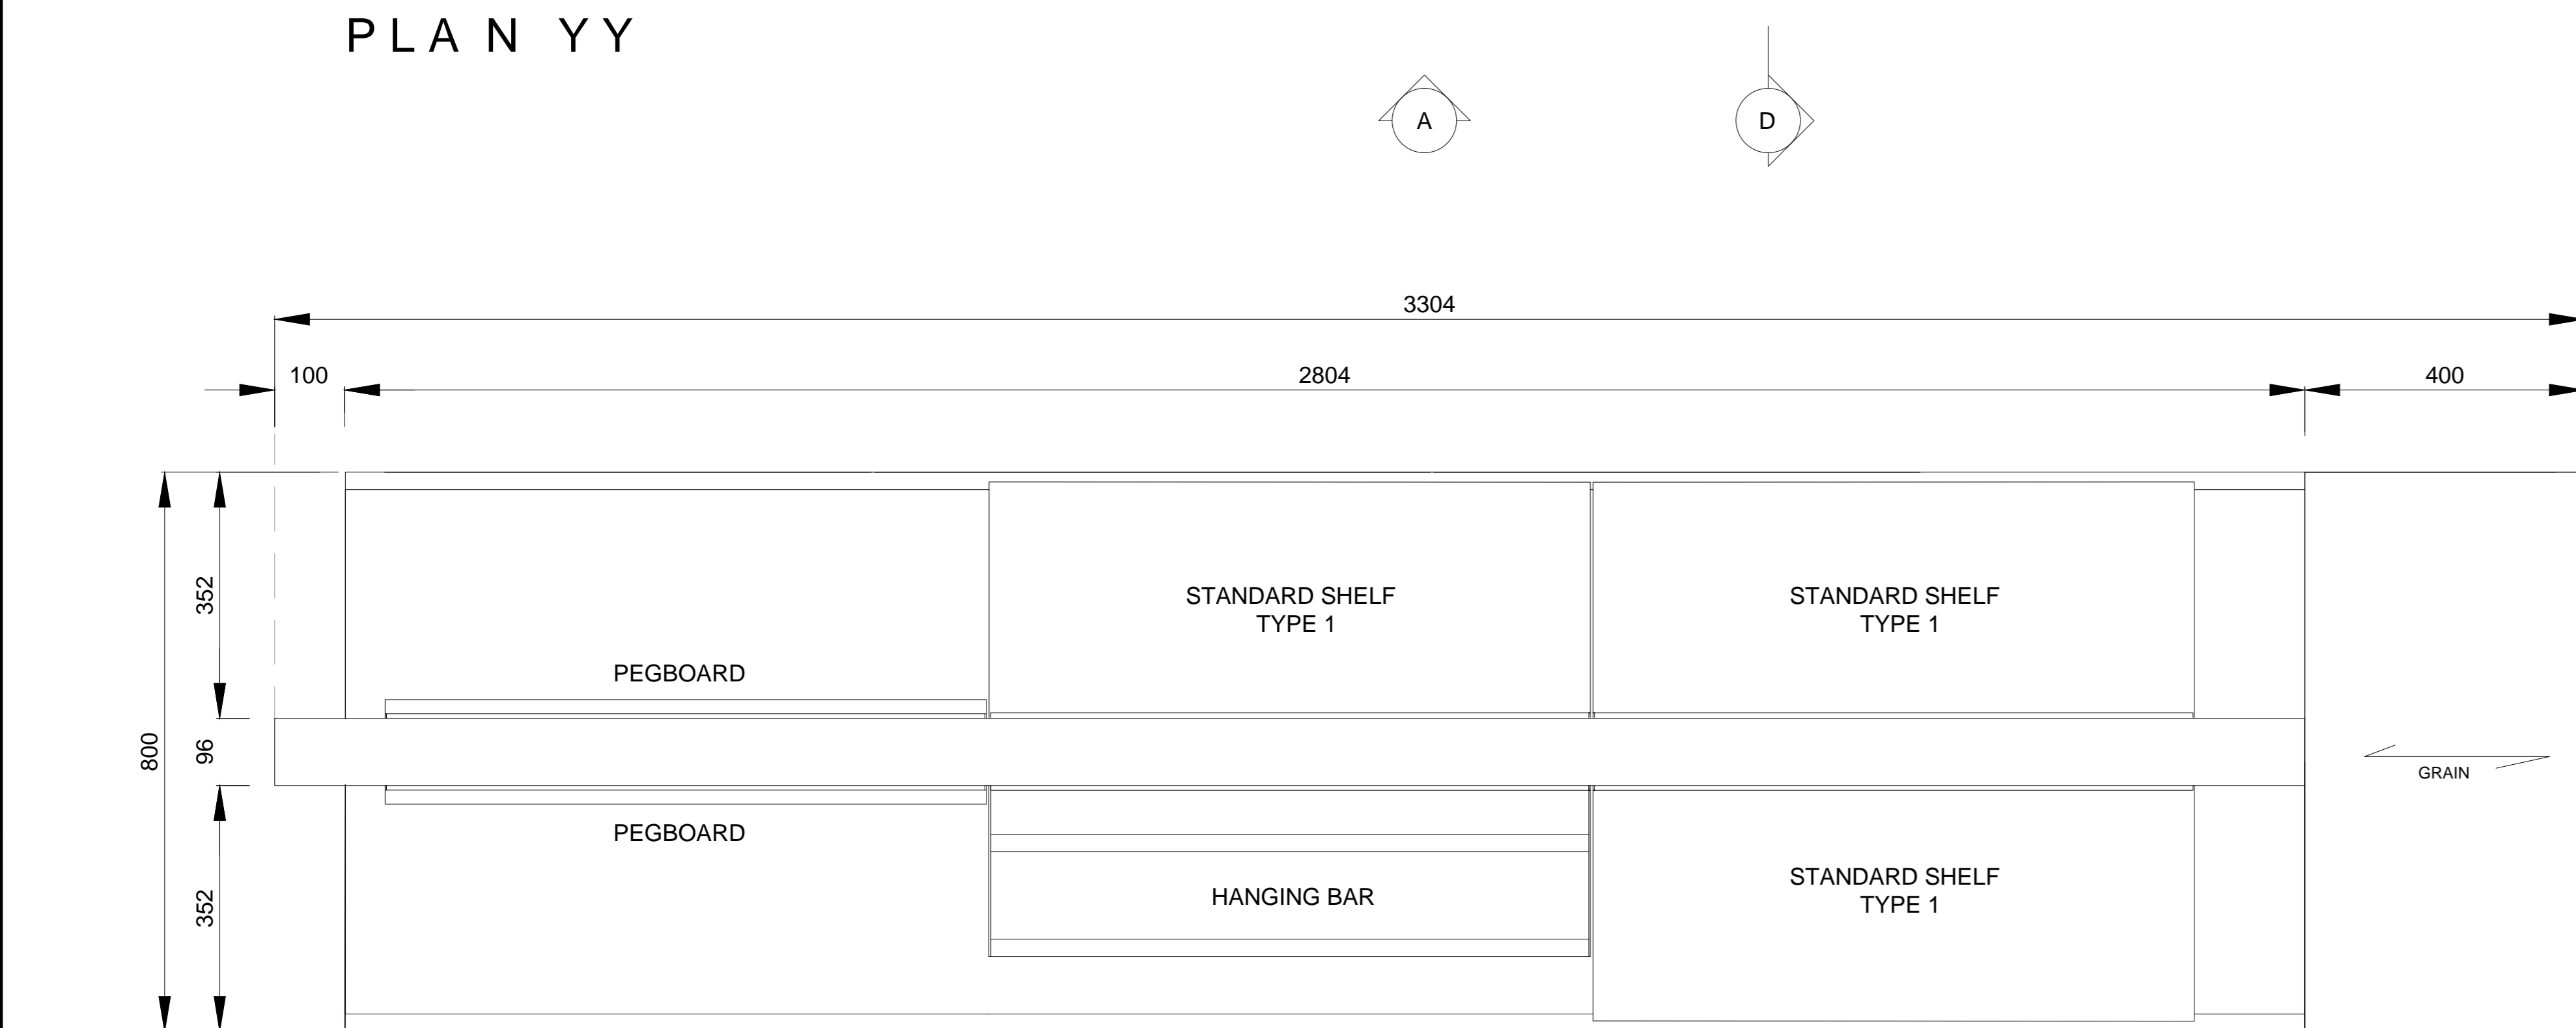 PLAN YY
A
D
3304
100
2804
400
352
STANDARD SHELF
TYPE 1
STANDARD SHELF
TYPE 1
PEGBOARD
800
96
GRAIN
PEGBOARD
352
HANGING BAR
STANDARD SHELF
TYPE 1